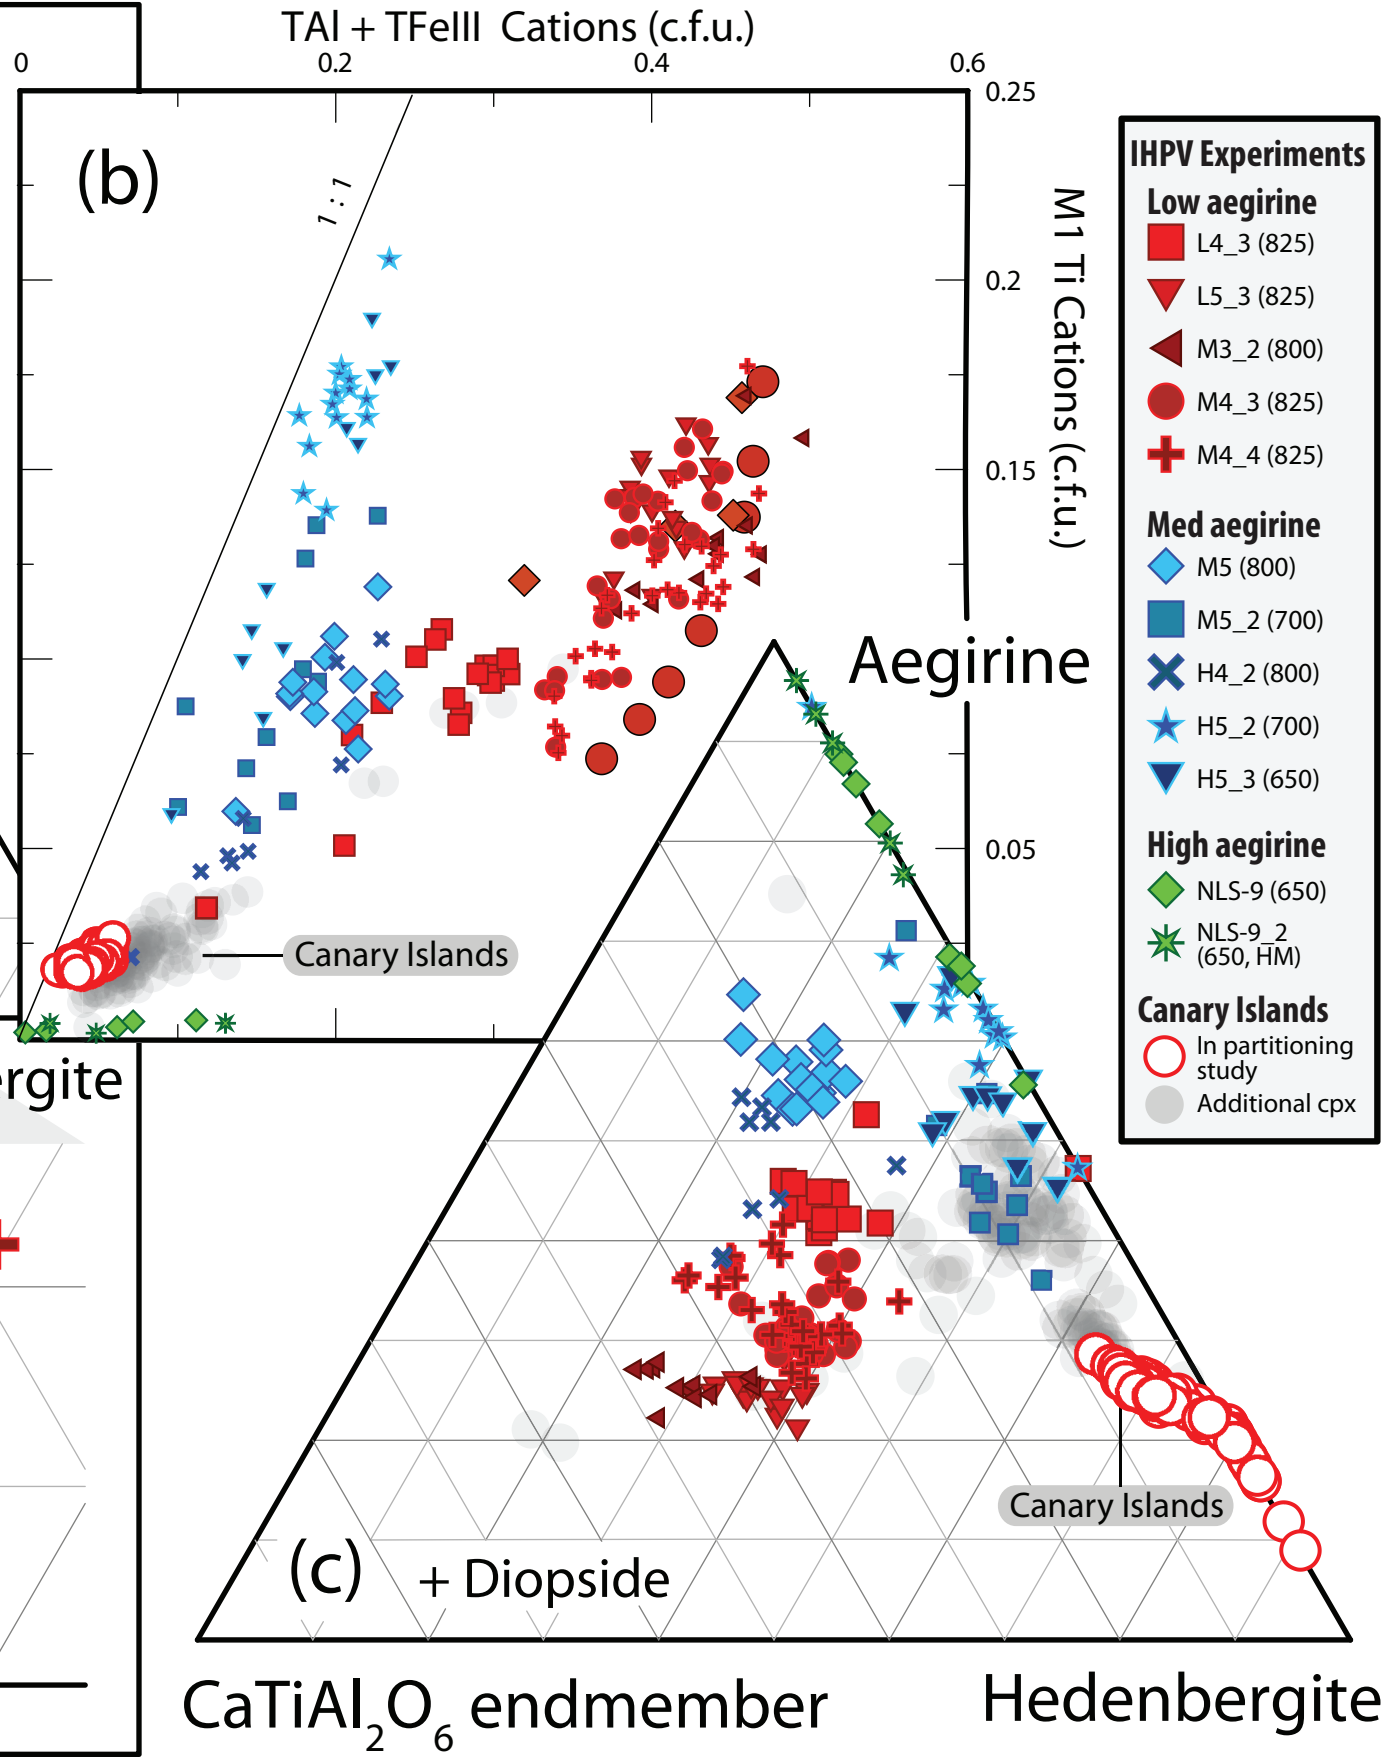 TAl + TFeIII Cations (c.f.u.)
0
0.2
0.4
0.6
0.25
(b)
1 : 1
M1 Ti Cations (c.f.u.)
0.2
0.15
0.05
Canary Islands
IHPV Experiments
Low aegirine
L4_3 (825)
L5_3 (825)
M3_2 (800)
M4_3 (825)
M4_4 (825)
Med aegirine
M5 (800)
M5_2 (700)
H4_2 (800)
H5_2 (700)
H5_3 (650)
High aegirine
NLS-9 (650)
NLS-9_2
(650, HM)
Canary Islands
In partitioning
study
Additional cpx
Aegirine
ergite
Canary Islands
(c)
+ Diopside
CaTiAl2O6 endmember
Hedenbergite